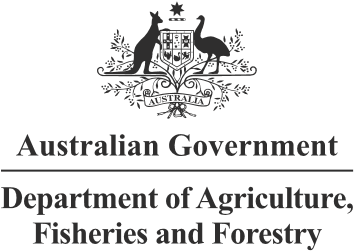 AUSTRALIA
Australian Government
Department of Agriculture,
Fisheries and Forestry